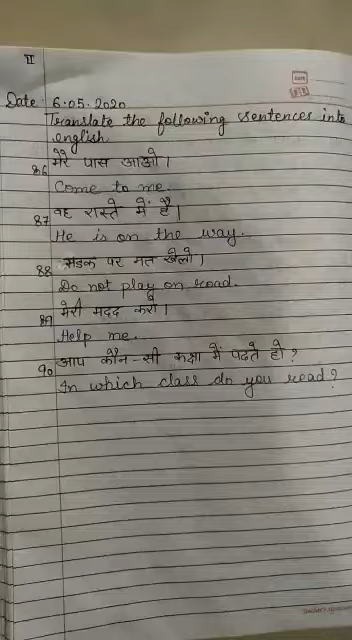 II
Date 6.05.2020
Translate the following sentences into
english.
86 मेरे पास आओ।
Come to me.
87 वह रास्ते में है।
He is on the way.
88 सड़क पर मत खेलो।
Do not play on road.
89 मेरी मदद करो।
Help me.
90 आप कौन-सी कक्षा में पढते हो?
In which class do you read?